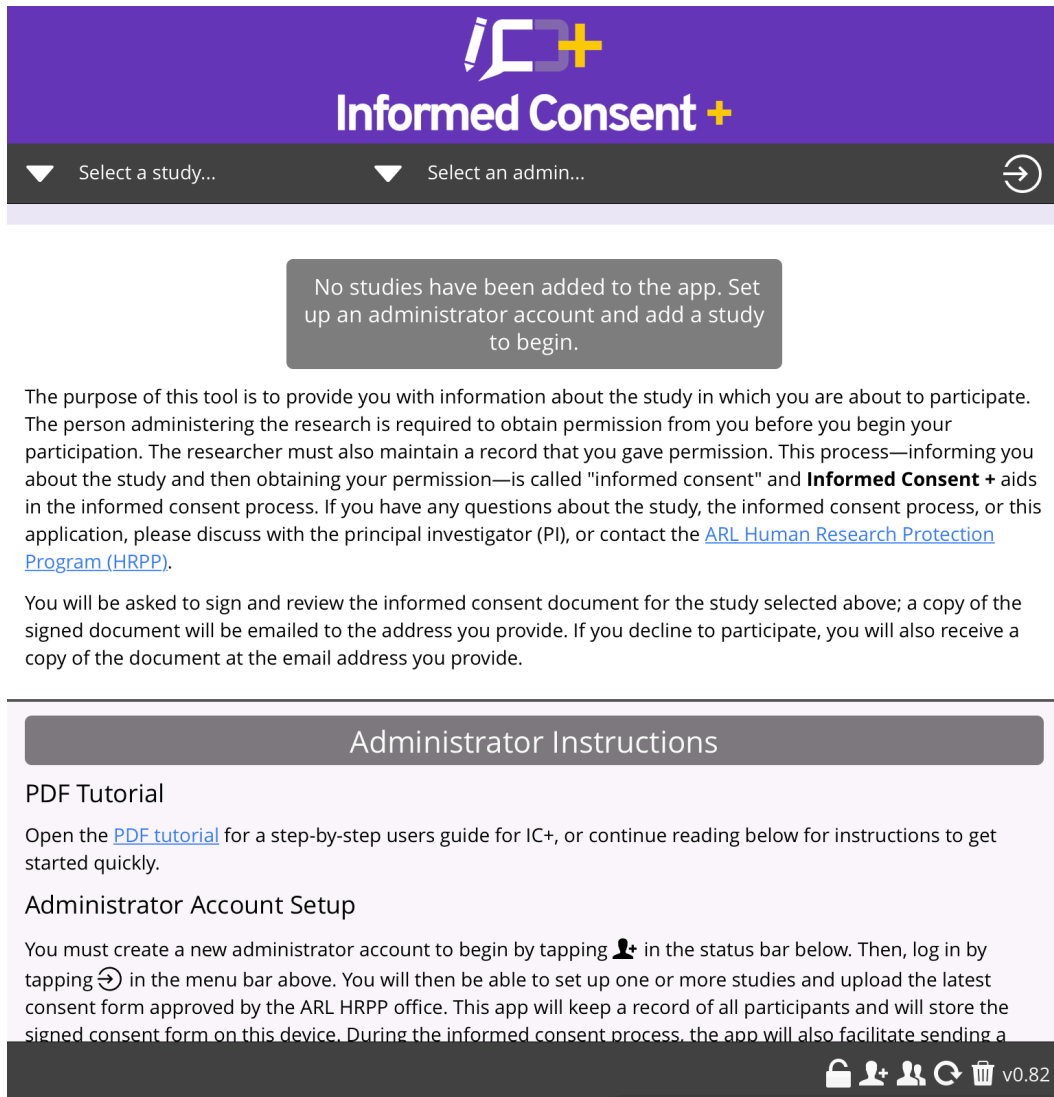 Informed Consent +
Select a study...
Select an admin...
No studies have been added to the app. Set
up an administrator account and add a study
to begin.
The purpose of this tool is to provide you with information about the study in which you are about to participate.
The person administering the research is required to obtain permission from you before you begin your
participation. The researcher must also maintain a record that you gave permission. This process—informing you
about the study and then obtaining your permission—is called "informed consent" and Informed Consent + aids
in the informed consent process. If you have any questions about the study, the informed consent process, or this
application, please discuss with the principal investigator (PI), or contact the ARL Human Research Protection
Program (HRPP).
You will be asked to sign and review the informed consent document for the study selected above; a copy of the
signed document will be emailed to the address you provide. If you decline to participate, you will also receive a
copy of the document at the email address you provide.
Administrator Instructions
PDF Tutorial
Open the PDF tutorial for a step-by-step users guide for IC+, or continue reading below for instructions to get
started quickly.
Administrator Account Setup
You must create a new administrator account to begin by tapping in the status bar below. Then, log in by
tapping in the menu bar above. You will then be able to set up one or more studies and upload the latest
consent form approved by the ARL HRPP office. This app will keep a record of all participants and will store the
signed consent form on this device. During the informed consent process, the app will also facilitate sending a
v0.82